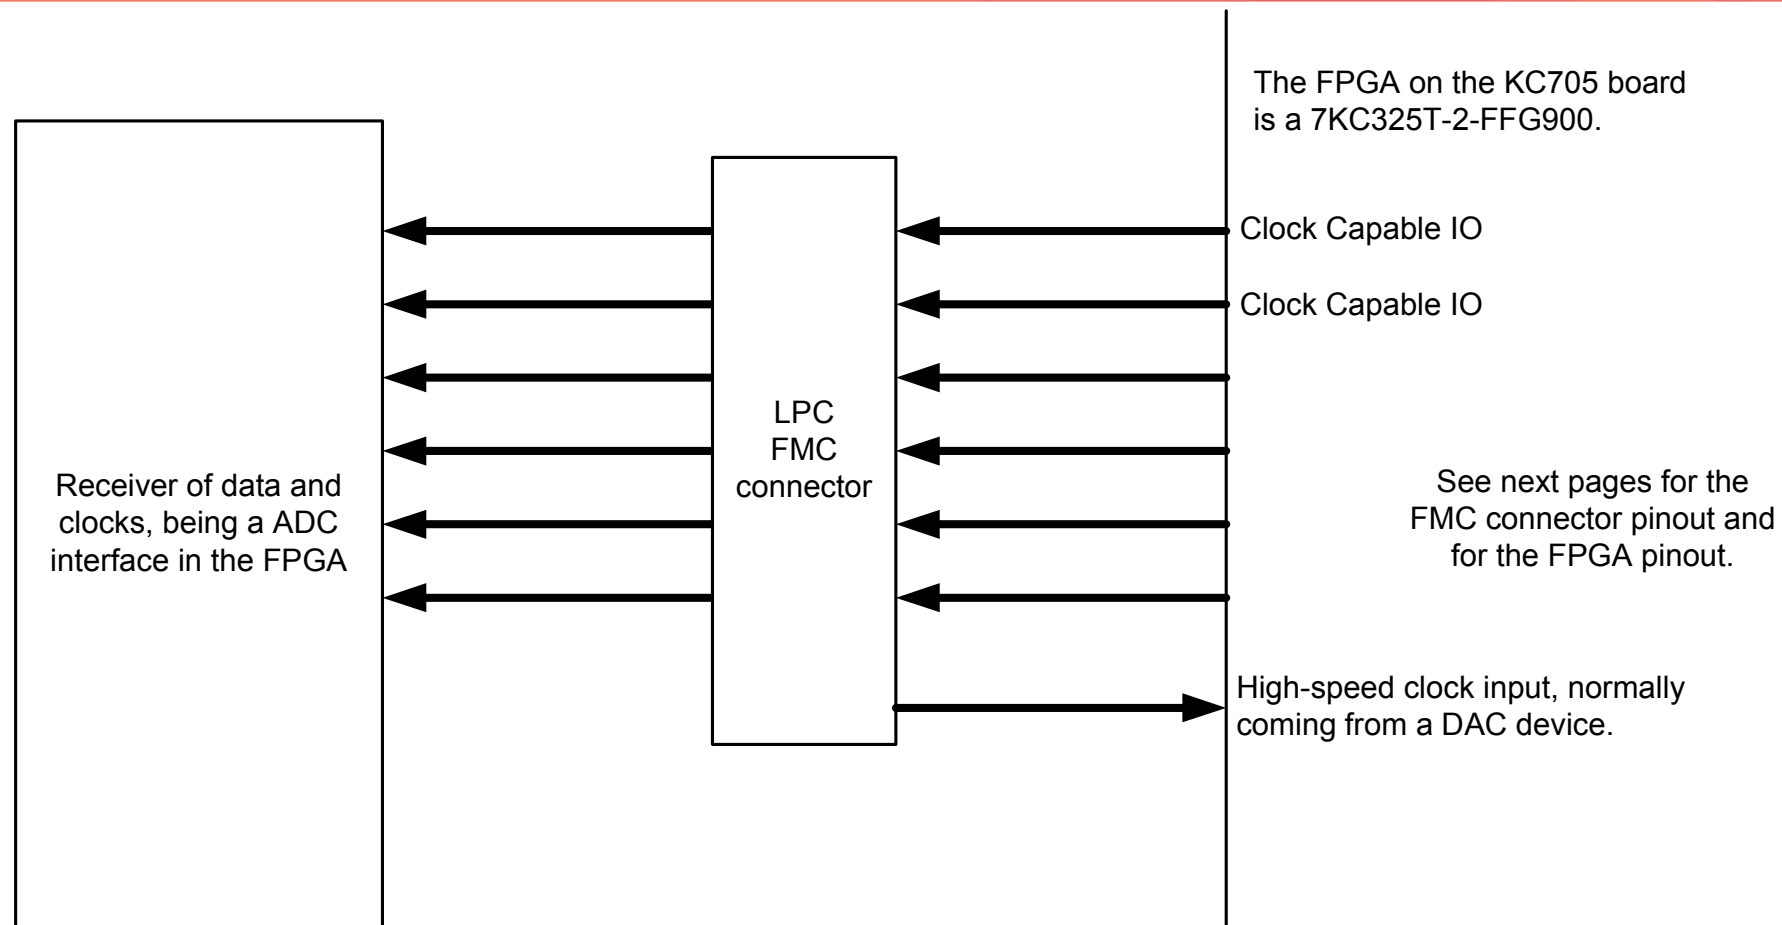 The FPGA on the KC705 board
is a 7KC325T-2-FFG900.
Clock Capable IO
Clock Capable IO
LPC
FMC
connector
Receiver of data and
clocks, being a ADC
interface in the FPGA
See next pages for the
FMC connector pinout and
for the FPGA pinout.
High-speed clock input, normally
coming from a DAC device.